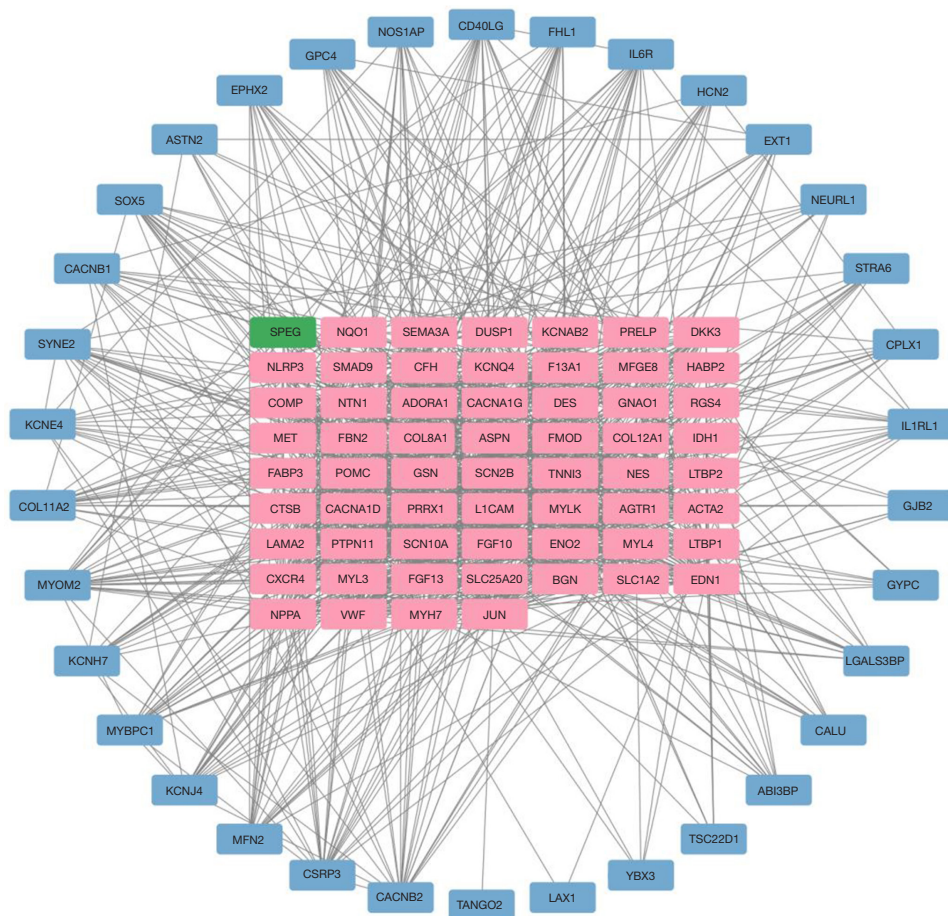 CD40LG
NOS1AP
FHL1
GPC4
IL6R
EPHX2
HCN2
ASTN2
EXT1
SOX5
NEURL1
CACNB1
STRA6
SYNE2
CPLX1
KCNE4
IL1RL1
COL11A2
GJB2
MYOM2
GYPC
KCNH7
LGALS3BP
MYBPC1
CALU
KCNJ4
ABI3BP
MFN2
TSC22D1
CSRP3
YBX3
CACNB2
LAX1
TANGO2
SPEG NQO1 SEMA3A DUSP1 KCNAB2 PRELP DKK3
NLRP3 SMAD9 CFH KCNQ4 F13A1 MFGE8 HABP2
COMP NTN1 ADORA1 CACNA1G DES GNAO1 RGS4
MET FBN2 COL8A1 ASPN FMOD COL12A1 IDH1
FABP3 POMC GSN SCN2B TNNI3 NES LTBP2
CTSB CACNA1D PRRX1 L1CAM MYLK AGTR1 ACTA2
LAMA2 PTPN11 SCN10A FGF10 ENO2 MYL4 LTBP1
CXCR4 MYL3 FGF13 SLC25A20 BGN SLC1A2 EDN1
NPPA VWF MYH7 JUN